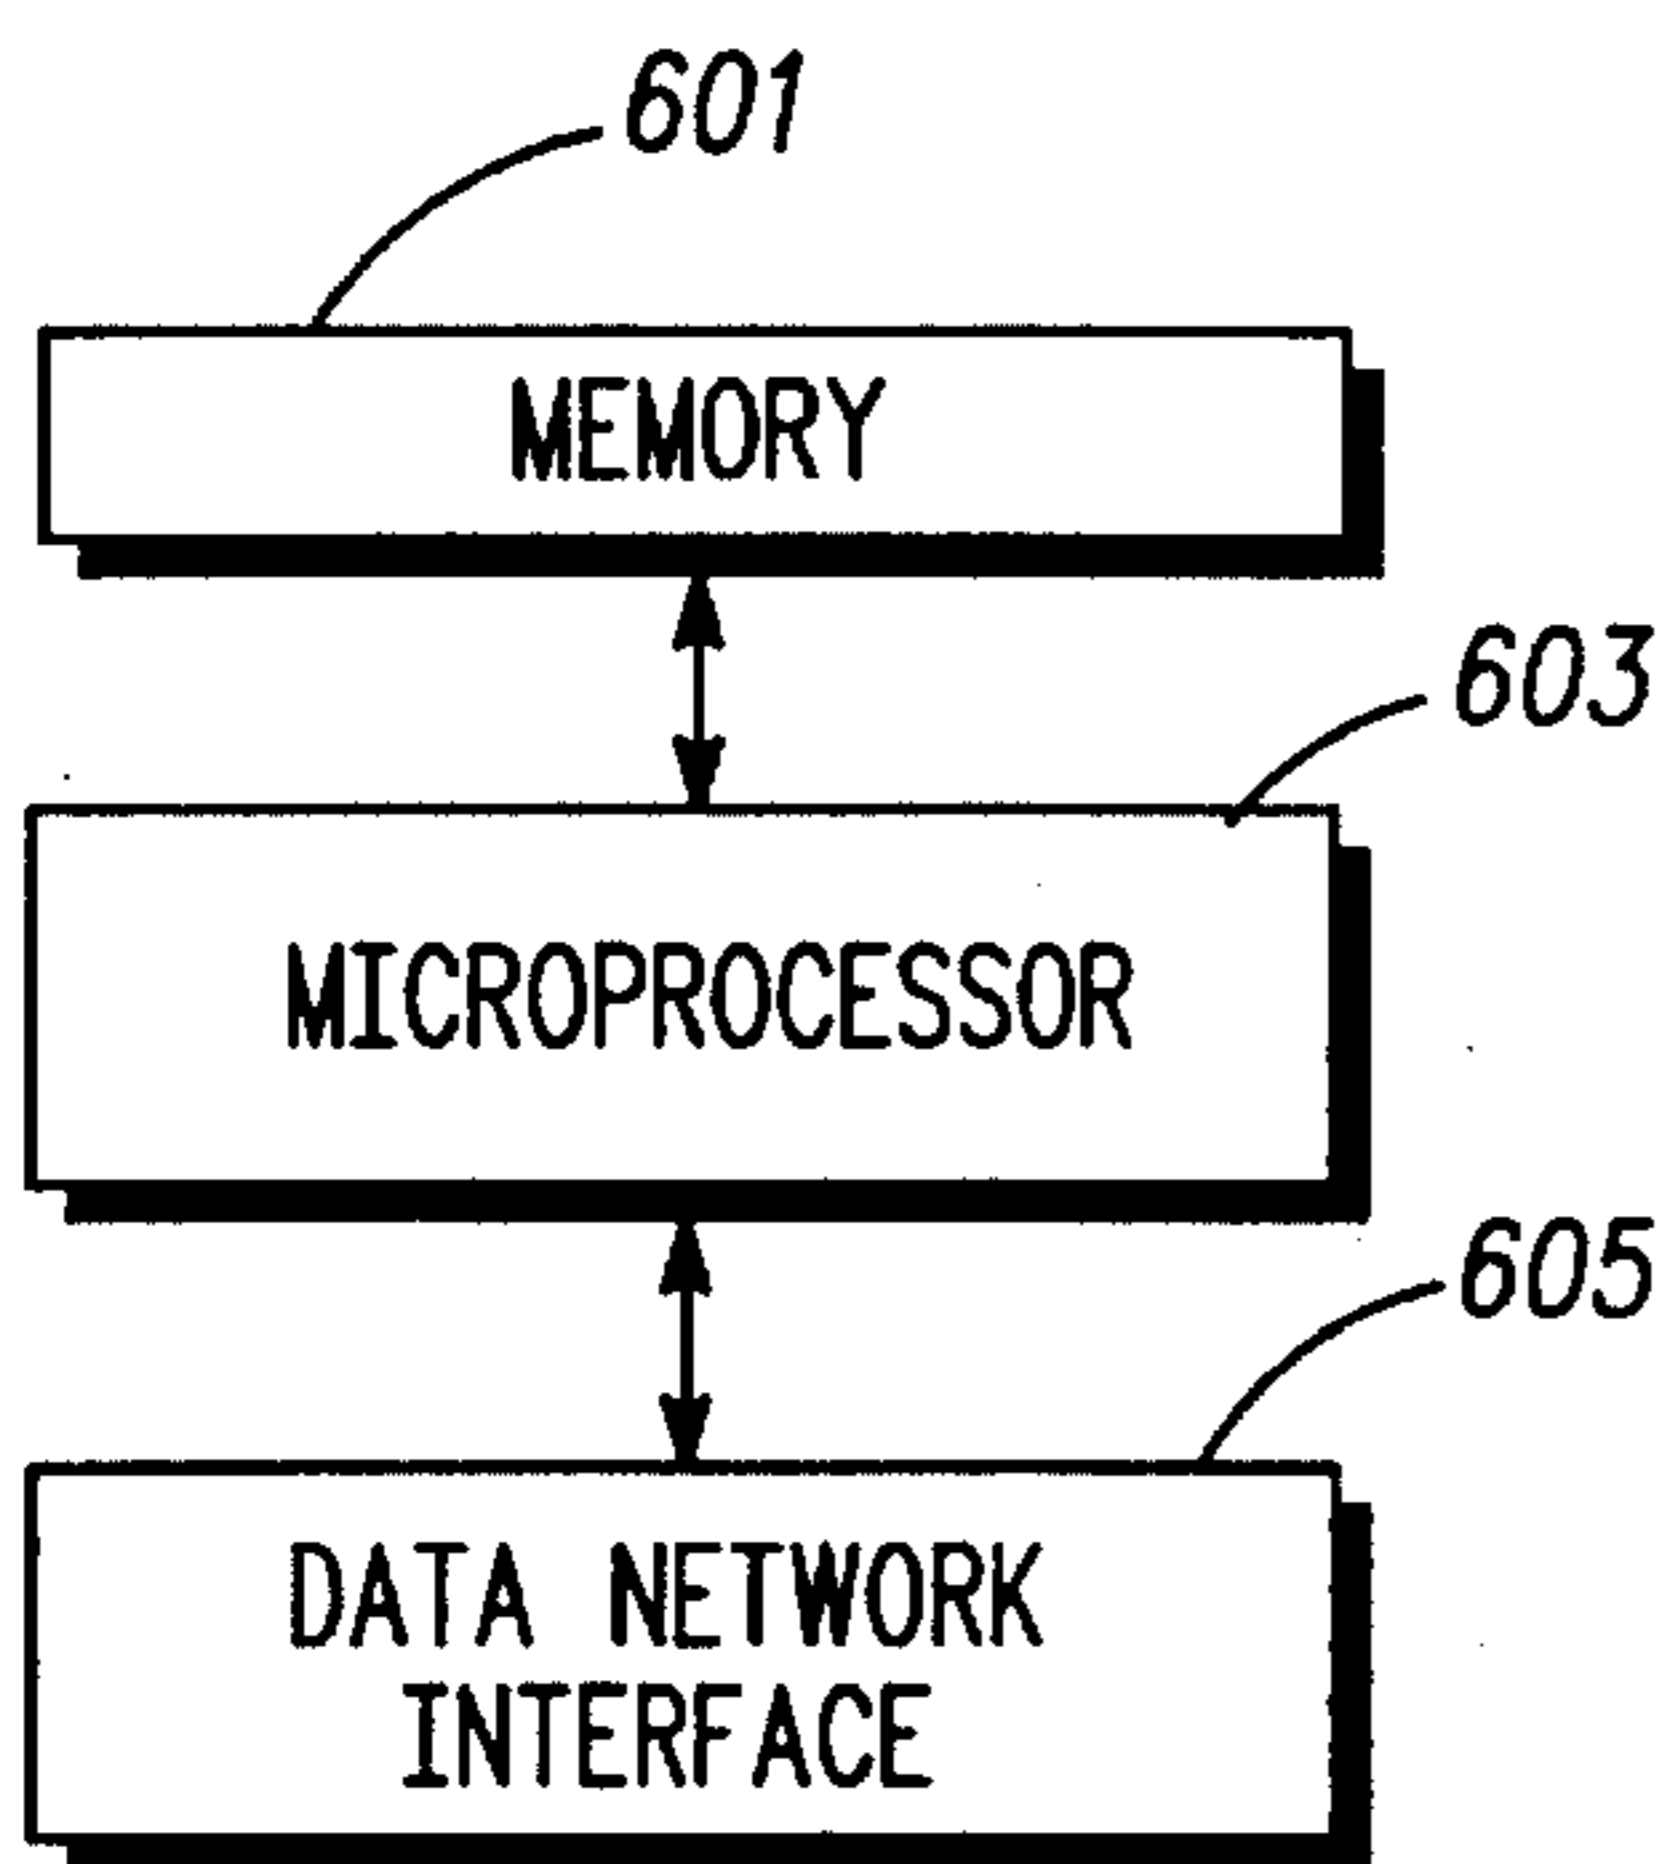 601
MEMORY
603
MICROPROCESSOR
605
DATA NETWORK
INTERFACE